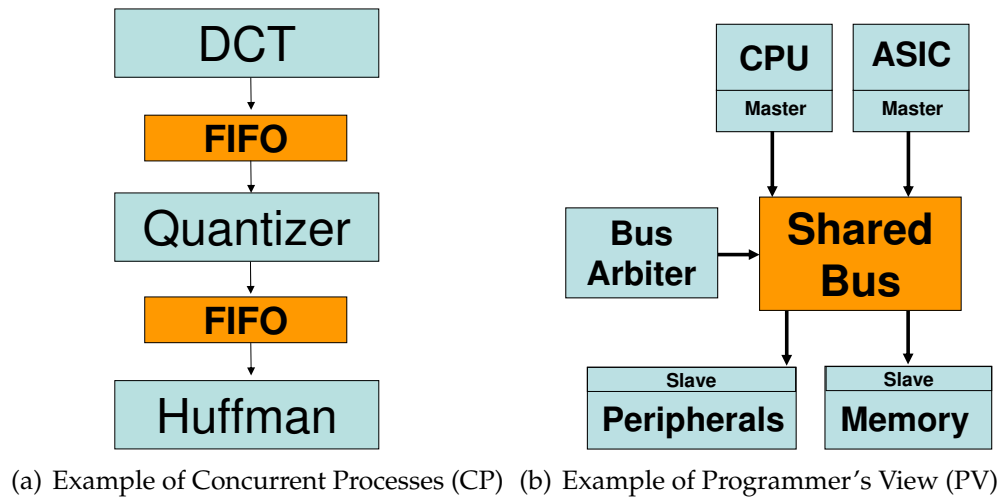 DCT
FIFO
Quantizer
FIFO
Huffman
CPU
Master
ASIC
Master
Bus
Arbiter
Shared
Bus
Slave
Peripherals
Slave
Memory
(a) Example of Concurrent Processes (CP)
(b) Example of Programmer's View (PV)